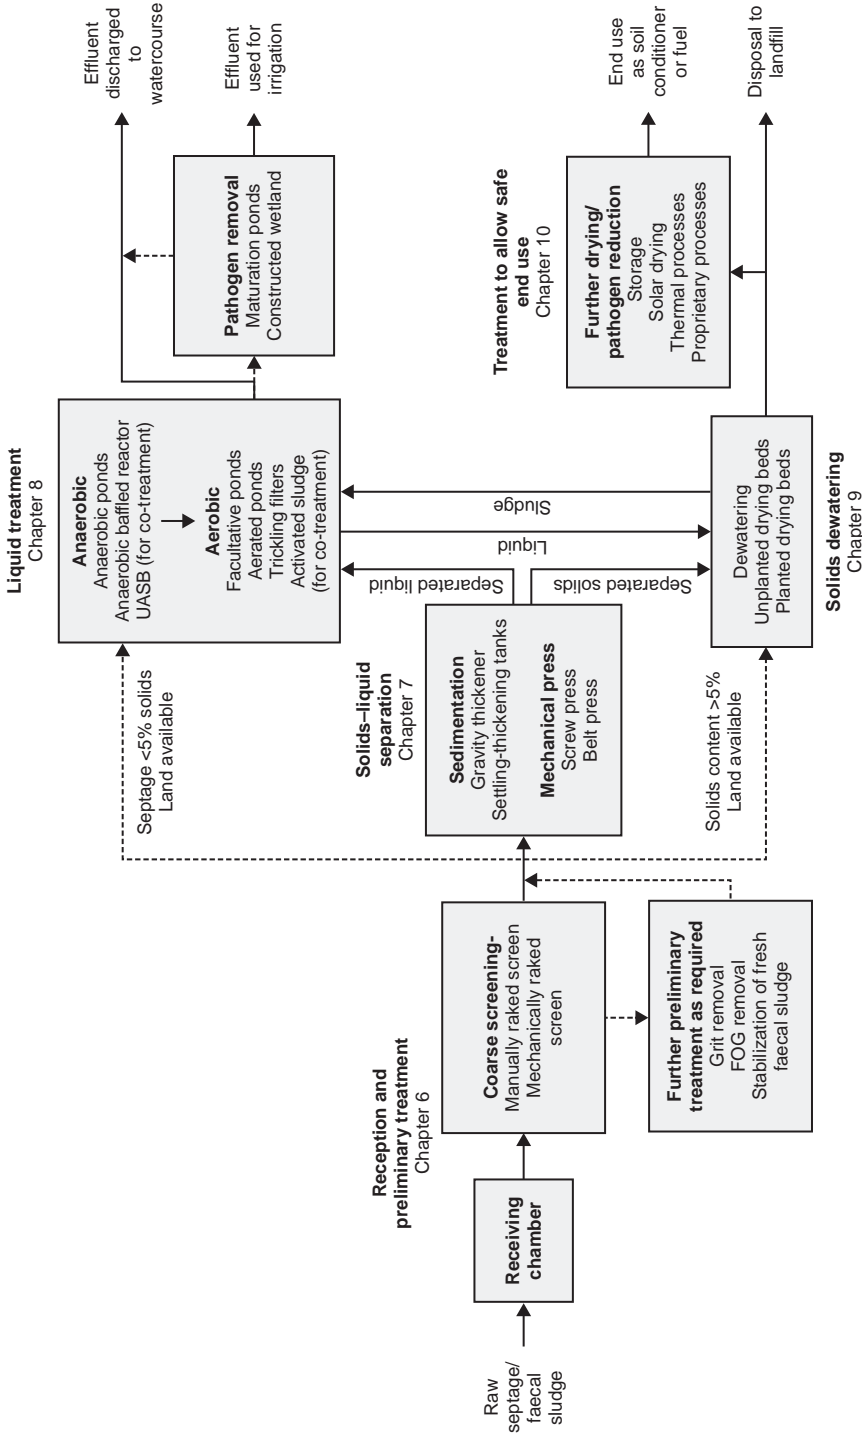 Raw
septage/
faecal
sludge
Receiving
chamber
Reception and
preliminary treatment
Chapter 6
Coarse screening-
Manually raked screen
Mechanically raked
screen
Further preliminary
treatment as required
Grit removal
FOG removal
Stabilization of fresh
faecal sludge
Septage <5% solids
Land available
Solids–liquid
separation
Chapter 7
Sedimentation
Gravity thickener
Settling-thickening tanks
Mechanical press
Screw press
Belt press
Solids content >5%
Land available
Liquid treatment
Chapter 8
Anaerobic
Anaerobic ponds
Anaerobic baffled reactor
UASB (for co-treatment)
Aerobic
Facultative ponds
Aerated ponds
Trickling filters
Activated sludge
(for co-treatment)
Separated liquid
Separated solids
Liquid
Sludge
Dewatering
Unplanted drying beds
Planted drying beds
Solids dewatering
Chapter 9
Pathogen removal
Maturation ponds
Constructed wetland
Treatment to allow safe
end use
Chapter 10
Further drying/
pathogen reduction
Storage
Solar drying
Thermal processes
Proprietary processes
Effluent
discharged
to
watercourse
Effluent
used for
irrigation
End use
as soil
conditioner
or fuel
Disposal to
landfill